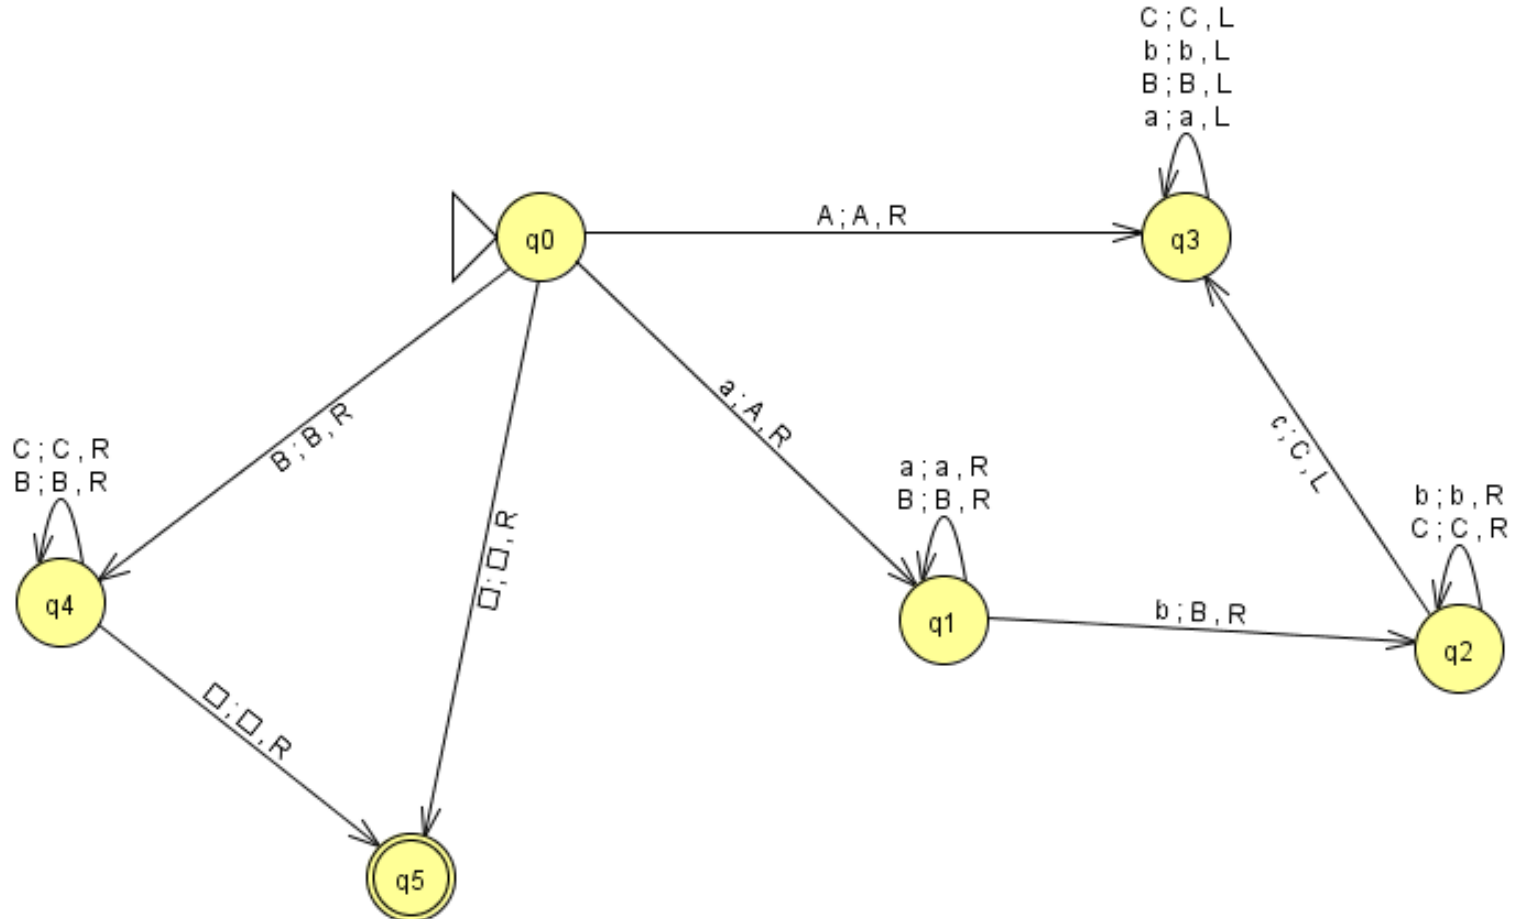 C ; C , L
b ; b , L
B ; B , L
a ; a , L
q0
A ; A , R
q3
B ; B , R
□ ; □ , R
a ; A , R
c ; C , L
C ; C , R
B ; B , R
a ; a , R
B ; B , R
b ; b , R
C ; C , R
q4
q1
b ; B , R
q2
□ ; □ , R
q5